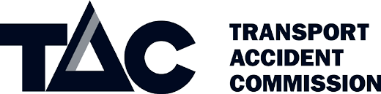 TAC
TRANSPORT
ACCIDENT
COMMISSION